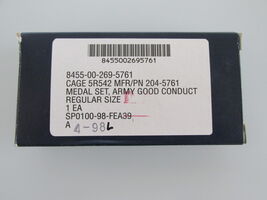 8455002695761
8455-00-269-5761
CAGE 5R542 MFR/PN 204-5761
MEDAL SET, ARMY GOOD CONDUCT
REGULAR SIZE
1 EA
SP0100-98-FEA39
A 4-98